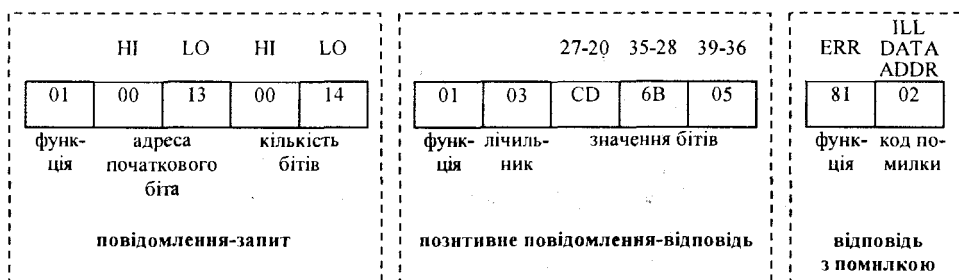 ILL
HI LO HI LO 27-20 35-28 39-36 ERR DATA
ADDR
01 00 13 00 14 01 03 CD 6B 05 81 02
функ- адреса кількість функ- лічиль- значення бітів функ- код по-
ція початкового бітів ція ник ція милки
біта
повідомлення-запит позитивне повідомлення-відповідь відповідь
з помилкою